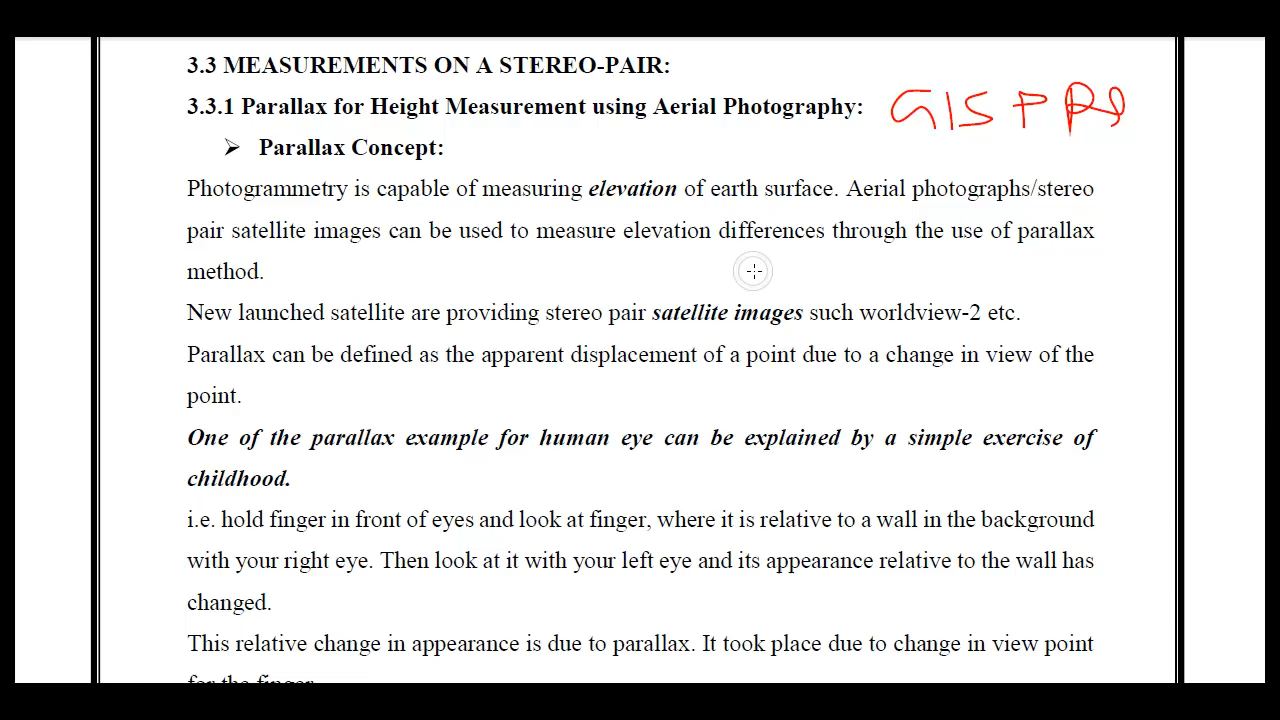 3.3 MEASUREMENTS ON A STEREO-PAIR:
3.3.1 Parallax for Height Measurement using Aerial Photography: GIS
➢ Parallax Concept:
Photogrammetry is capable of measuring elevation of earth surface. Aerial photographs/stereo
pair satellite images can be used to measure elevation differences through the use of parallax
method.
New launched satellite are providing stereo pair satellite images such worldview-2 etc.
Parallax can be defined as the apparent displacement of a point due to a change in view of the
point.
One of the parallax example for human eye can be explained by a simple exercise of
childhood.
i.e. hold finger in front of eyes and look at finger, where it is relative to a wall in the background
with your right eye. Then look at it with your left eye and its appearance relative to the wall has
changed.
This relative change in appearance is due to parallax. It took place due to change in view point
for the finger